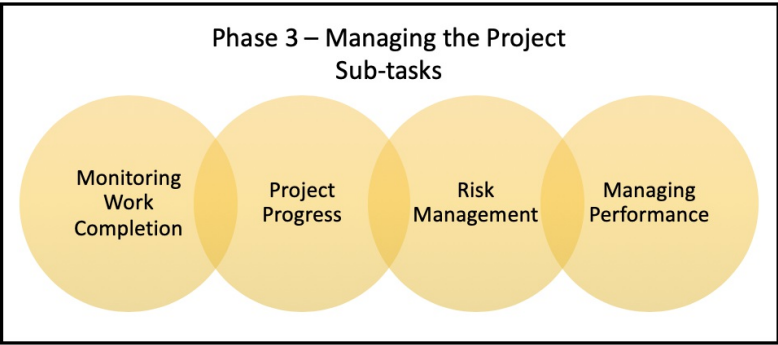 Phase 3 – Managing the Project
Sub-tasks
Monitoring
Work
Completion
Project
Progress
Risk
Management
Managing
Performance